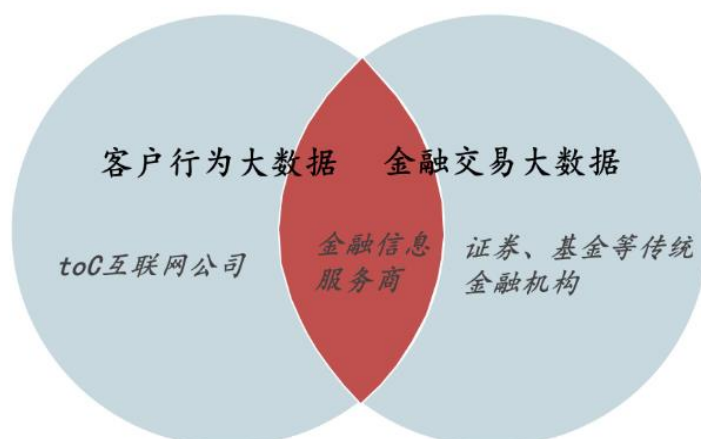 客户行为大数据
金融交易大数据
toC互联网公司
金融信息
服务商
证券、基金等传统
金融机构